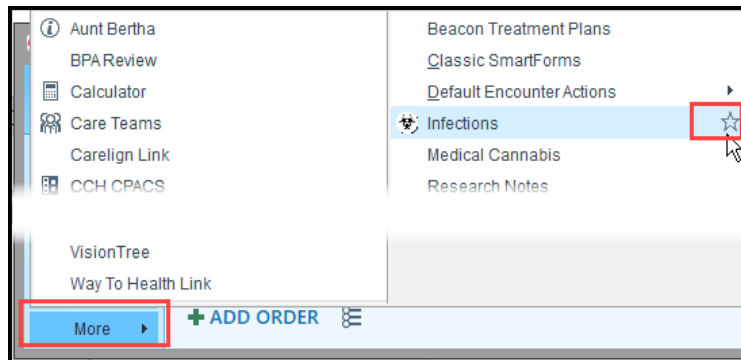 Aunt Bertha
BPA Review
Calculator
Care Teams
Carelign Link
CCH CPACS
VisionTree
Way To Health Link
Beacon Treatment Plans
Classic SmartForms
Default Encounter Actions
Infections
Medical Cannabis
Research Notes
More
ADD ORDER